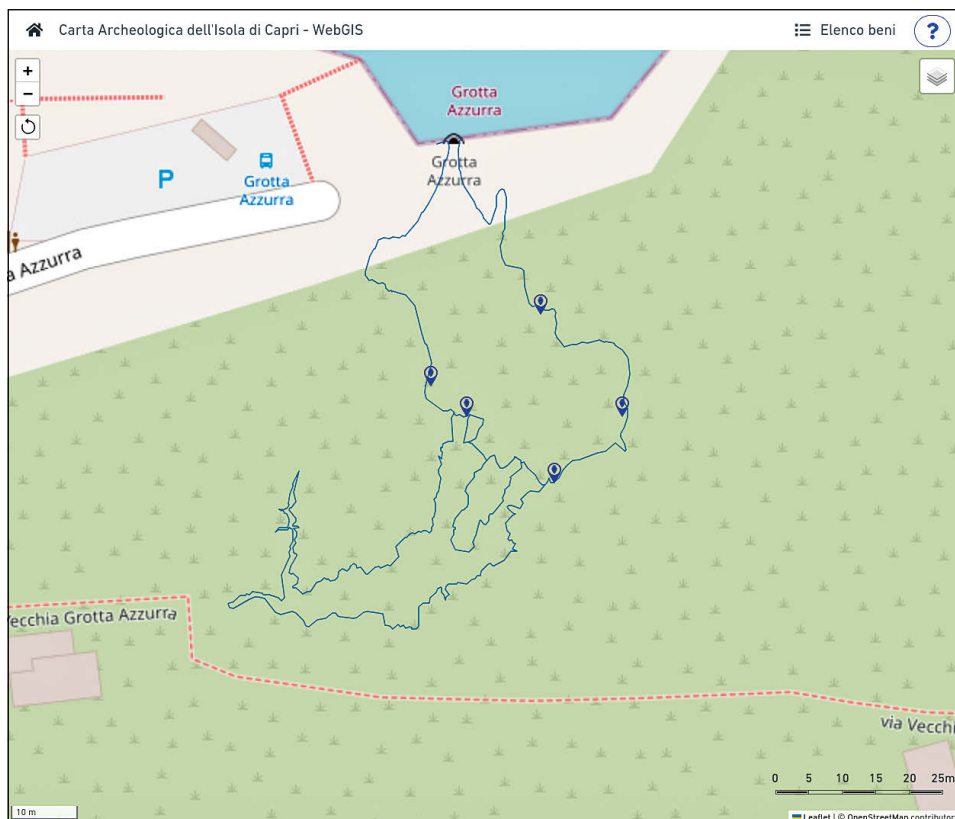 Carta Archeologica dell'Isola di Capri - WebGIS
Elenco beni
?
+
−
Grotta
Azzurra
Grotta
Azzurra
P
Grotta
Azzurra
a Azzurra
ecchia Grotta Azzurra
via Vecchi
0 5 10 15 20 25m
10 m
Leaflet | © OpenStreetMap contributor